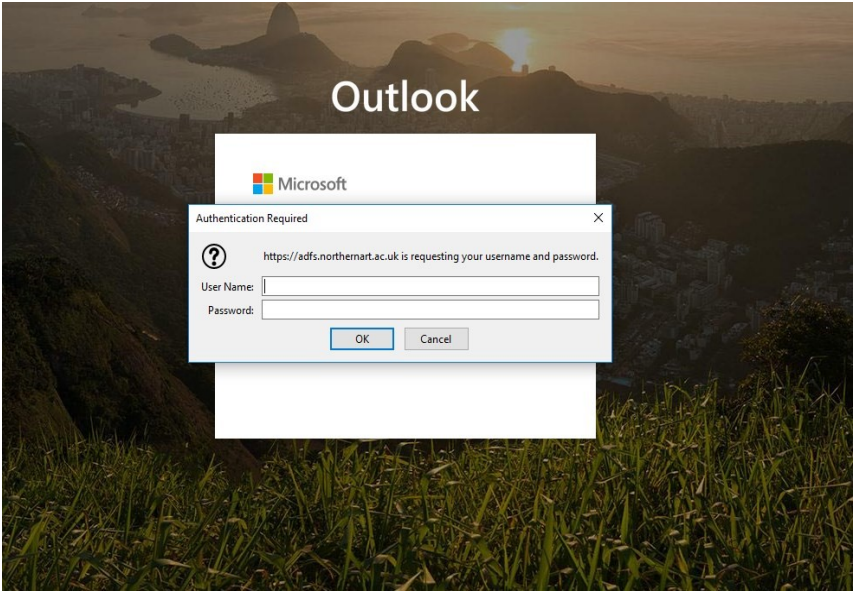 Outlook
Microsoft
Authentication Required
https://adfs.northernart.ac.uk is requesting your username and password.
User Name:
Password:
OK
Cancel